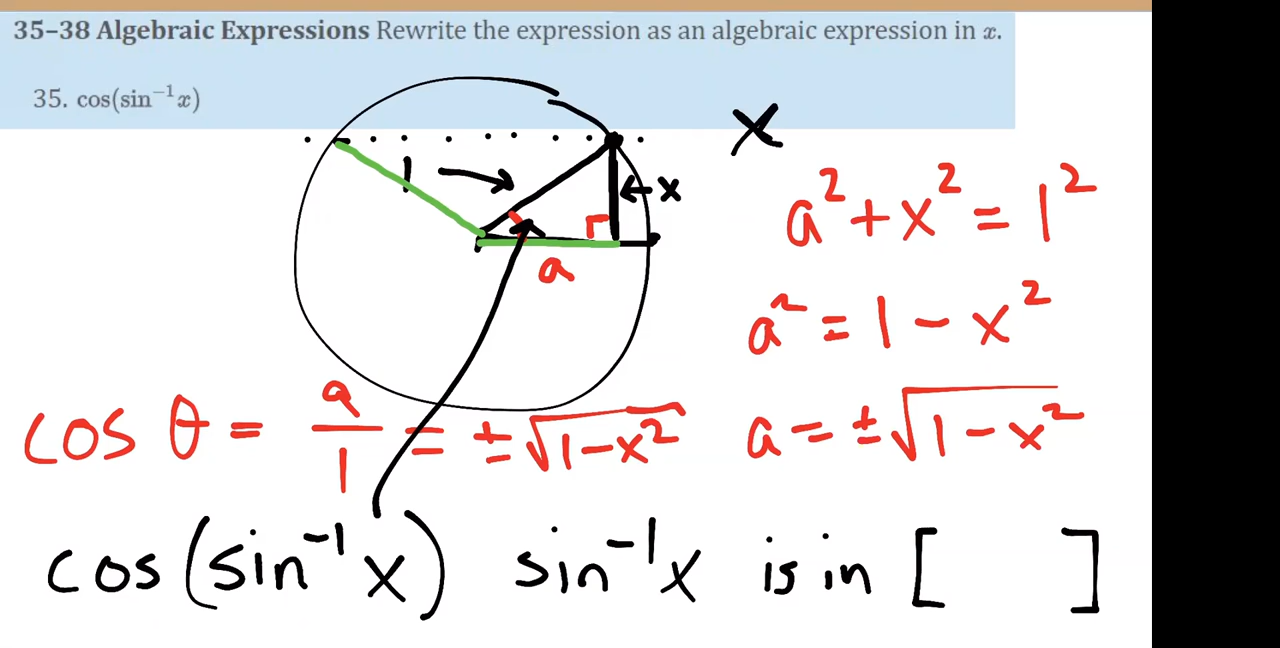 35–38 Algebraic Expressions Rewrite the expression as an algebraic expression in x.
35. cos(sin⁻¹x)
x
1
x
r
a
a² + x² = 1²
a² = 1 - x²
cos θ = a/1 = ±√(1-x²)
a = ±√(1-x²)
cos(sin⁻¹x) sin⁻¹x is in [ ]